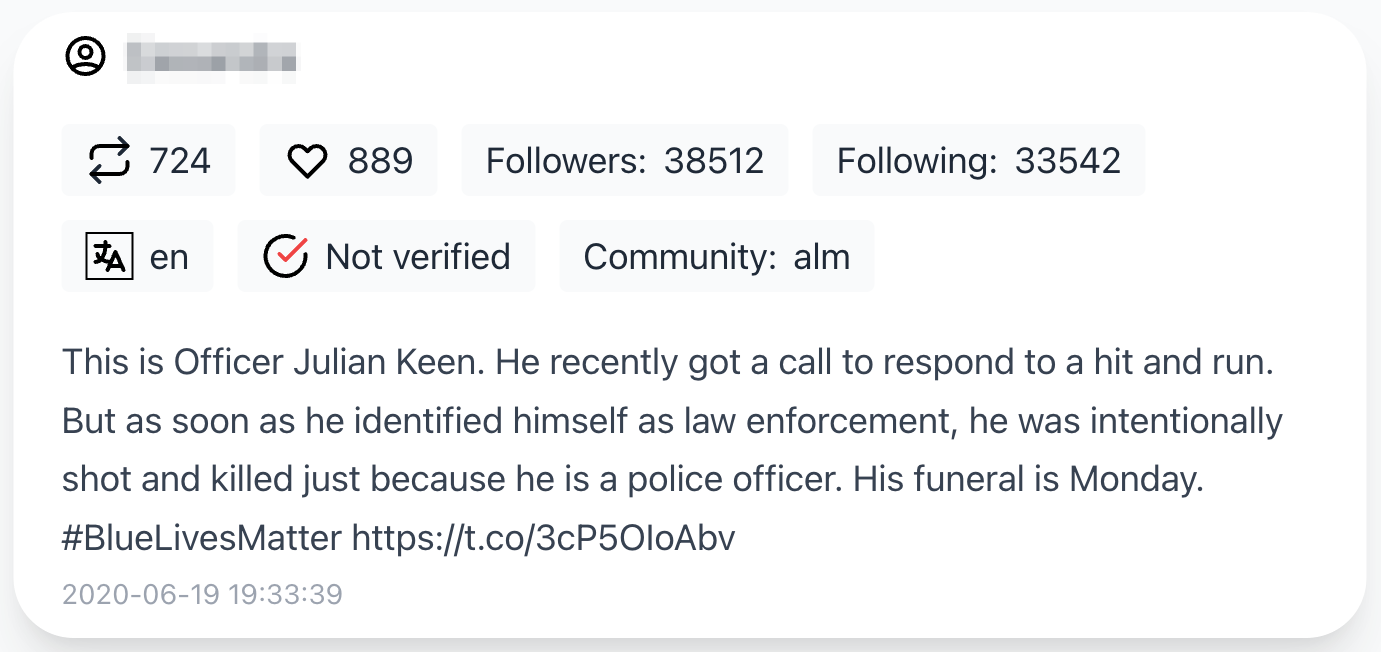 724 889 Followers: 38512 Following: 33542
en Not verified Community: alm
This is Officer Julian Keen. He recently got a call to respond to a hit and run.
But as soon as he identified himself as law enforcement, he was intentionally
shot and killed just because he is a police officer. His funeral is Monday.
#BlueLivesMatter https://t.co/3cP5OIoAbv
2020-06-19 19:33:39